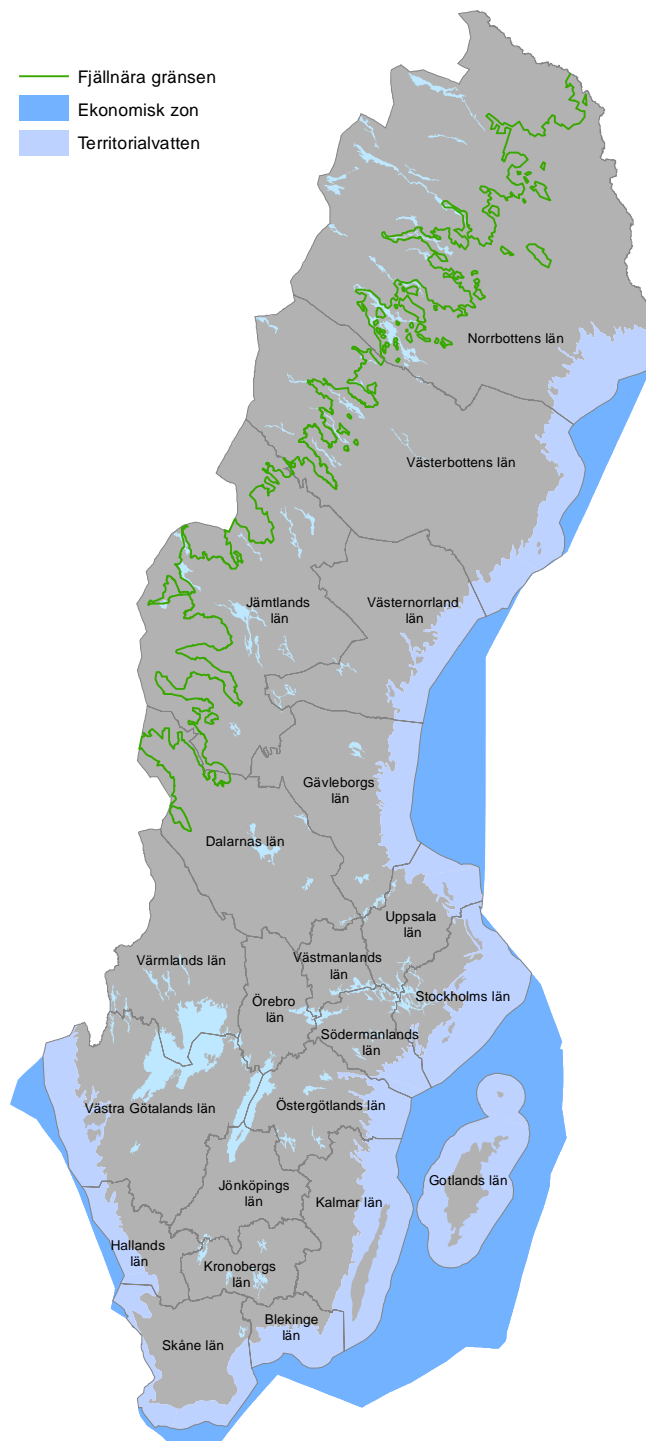 Fjällnära gränsen
Ekonomisk zon
Territorialvatten
Norrbottens län
Västerbottens län
Jämtlands
län
Västernorrland
län
Gävleborgs
län
Dalarnas län
Uppsala
län
Västmanlands
län
Värmlands län
Örebro
län
Stockholms län
Södermanlands
län
Västra Götalands län
Östergötlands län
Jönköpings
län
Kalmar län
Gotlands län
Hallands
län
Kronobergs
län
Blekinge
län
Skåne län